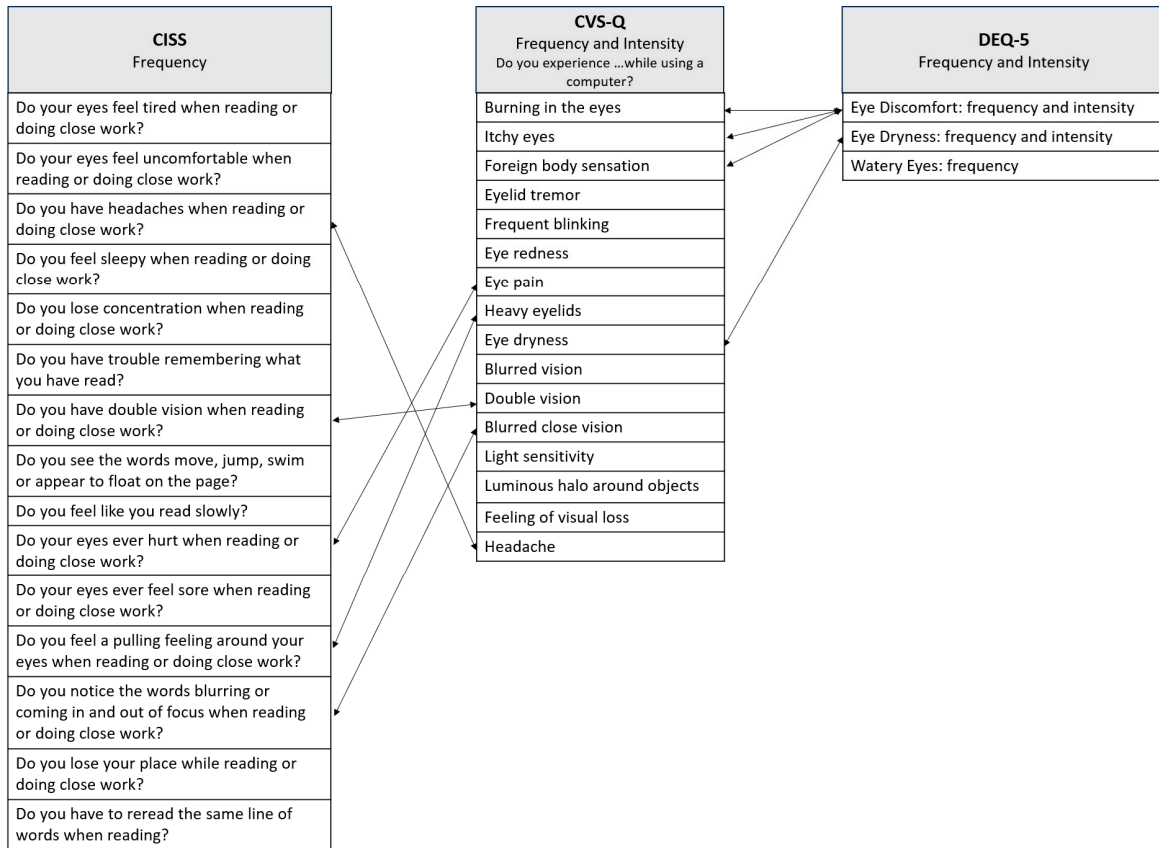 CISS
Frequency
Do your eyes feel tired when reading or
doing close work?
Do your eyes feel uncomfortable when
reading or doing close work?
Do you have headaches when reading or
doing close work?
Do you feel sleepy when reading or doing
close work?
Do you lose concentration when reading
or doing close work?
Do you have trouble remembering what
you have read?
Do you have double vision when reading
or doing close work?
Do you see the words move, jump, swim
or appear to float on the page?
Do you feel like you read slowly?
Do your eyes ever hurt when reading or
doing close work?
Do your eyes ever feel sore when reading
or doing close work?
Do you feel a pulling feeling around your
eyes when reading or doing close work?
Do you notice the words blurring or
coming in and out of focus when reading
or doing close work?
Do you lose your place while reading or
doing close work?
Do you have to reread the same line of
words when reading?
CVS-Q
Frequency and Intensity
Do you experience ...while using a
computer?
Burning in the eyes
Itchy eyes
Foreign body sensation
Eyelid tremor
Frequent blinking
Eye redness
Eye pain
Heavy eyelids
Eye dryness
Blurred vision
Double vision
Blurred close vision
Light sensitivity
Luminous halo around objects
Feeling of visual loss
Headache
DEQ-5
Frequency and Intensity
Eye Discomfort: frequency and intensity
Eye Dryness: frequency and intensity
Watery Eyes: frequency